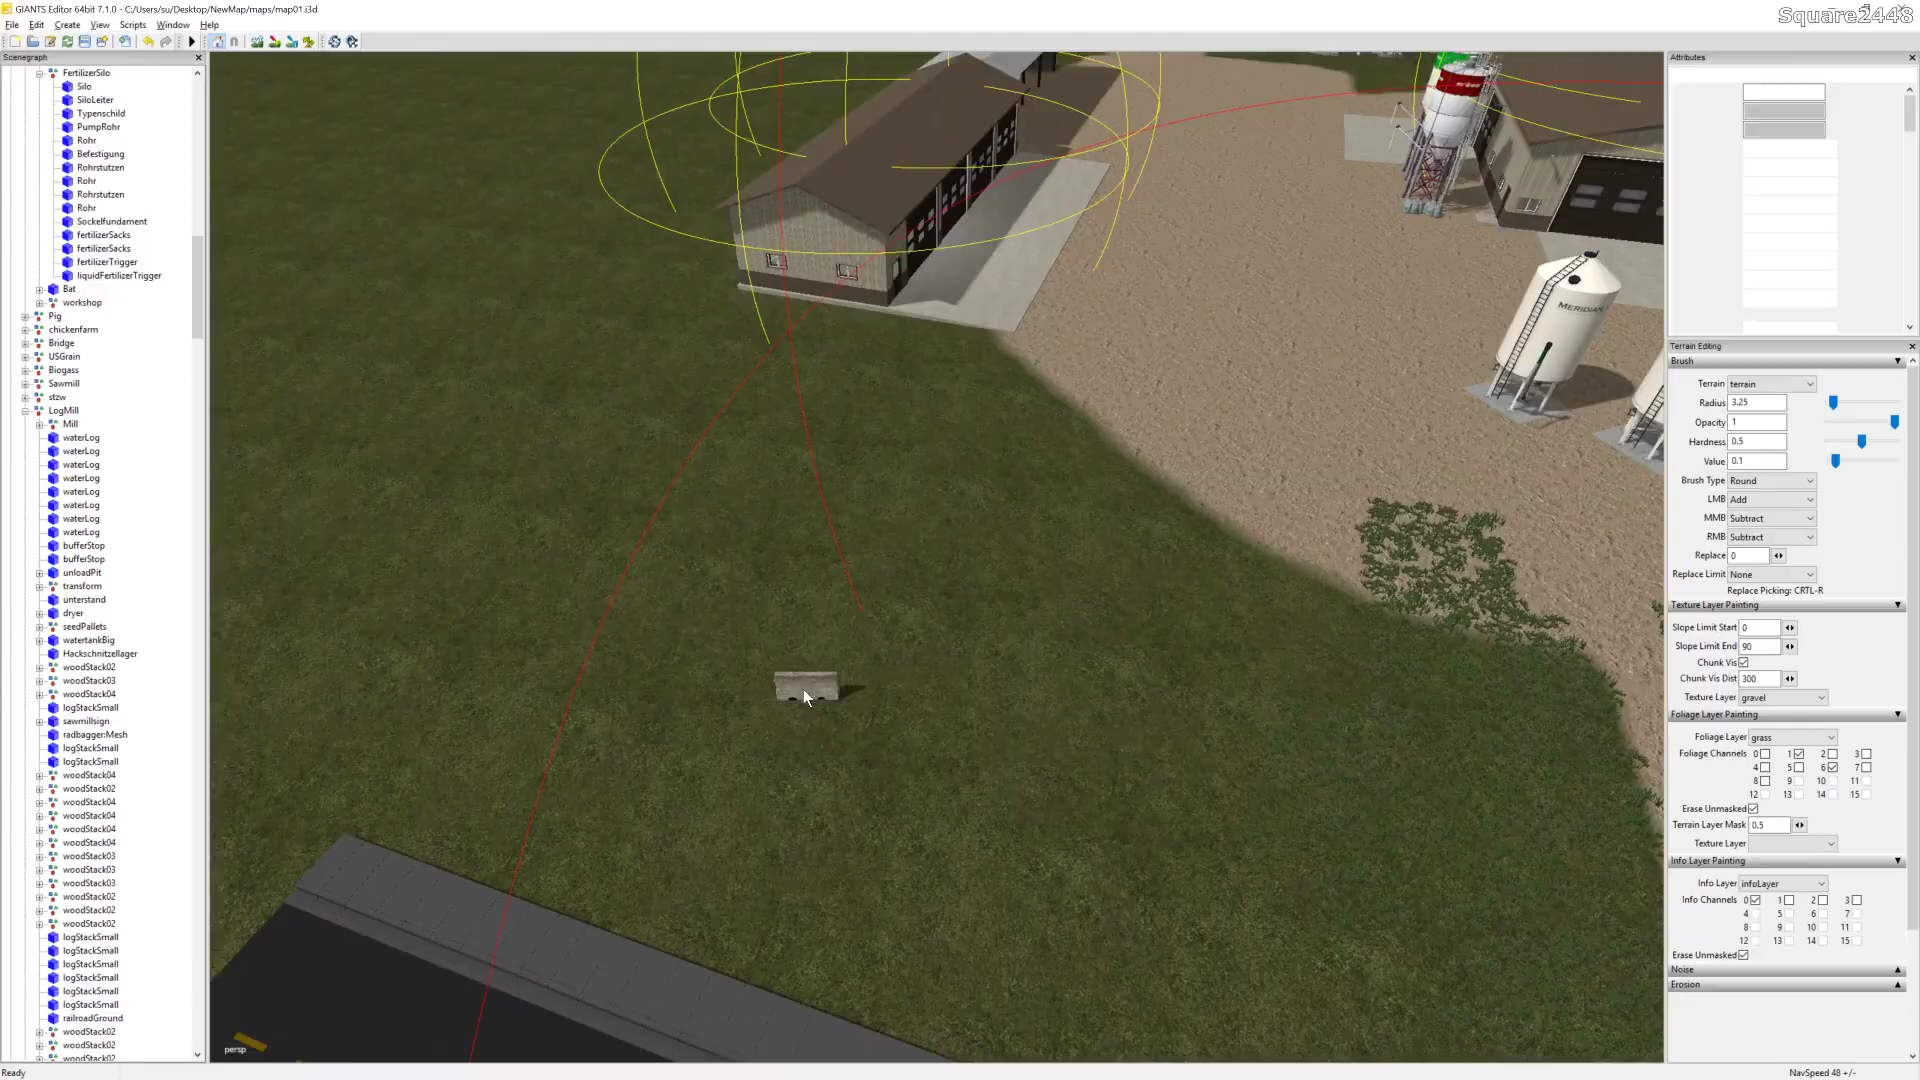 GIANTS Editor 64bit 7.1.0 - C:/Users/su/Desktop/NewMap/maps/map01.i3d
Square2448
File Edit Create View Scripts Window Help
Scenegraph
FertilizerSilo
Silo
SiloLeiter
Typenschild
PumpRohr
Rohr
Befestigung
Rohrstutzen
Rohr
Rohrstutzen
Rohr
Sockelfundament
fertilizerSacks
fertilizerSacks
fertilizerTrigger
liquidFertilizerTrigger
Bat
workshop
Pig
chickenfarm
Bridge
USGrain
Biogass
Sawmill
stzw
LogMill
Mill
waterLog
waterLog
waterLog
waterLog
waterLog
waterLog
waterLog
waterLog
bufferStop
bufferStop
unloadPit
transform
unterstand
dryer
seedPallets
watertankBig
Hackschnitzellager
woodStack02
woodStack03
woodStack04
logStackSmall
sawmillsign
radbagger:Mesh
logStackSmall
logStackSmall
woodStack04
woodStack02
woodStack04
woodStack04
woodStack04
woodStack04
woodStack03
woodStack03
woodStack03
woodStack02
woodStack02
woodStack02
logStackSmall
logStackSmall
logStackSmall
logStackSmall
logStackSmall
logStackSmall
railroadGround
woodStack02
woodStack02
woodStack02
MERIDIAN
persp
Attributes
Terrain Editing
Brush
Terrain terrain
Radius 3.25
Opacity 1
Hardness 0.5
Value 0.1
Brush Type Round
LMB Add
MMB Subtract
RMB Subtract
Replace 0
Replace Limit None
Replace Picking: CRTL-R
Texture Layer Painting
Slope Limit Start 0
Slope Limit End 90
Chunk Vis
Chunk Vis Dist 300
Texture Layer gravel
Foliage Layer Painting
Foliage Layer grass
Foliage Channels 0 1 2 3
4 5 6 7
8 9 10 11
12 13 14 15
Erase Unmasked
Terrain Layer Mask 0.5
Texture Layer
Info Layer Painting
Info Layer infoLayer
Info Channels 0 1 2 3
4 5 6 7
8 9 10 11
12 13 14 15
Erase Unmasked
Noise
Erosion
Ready
NavSpeed 48 +/-